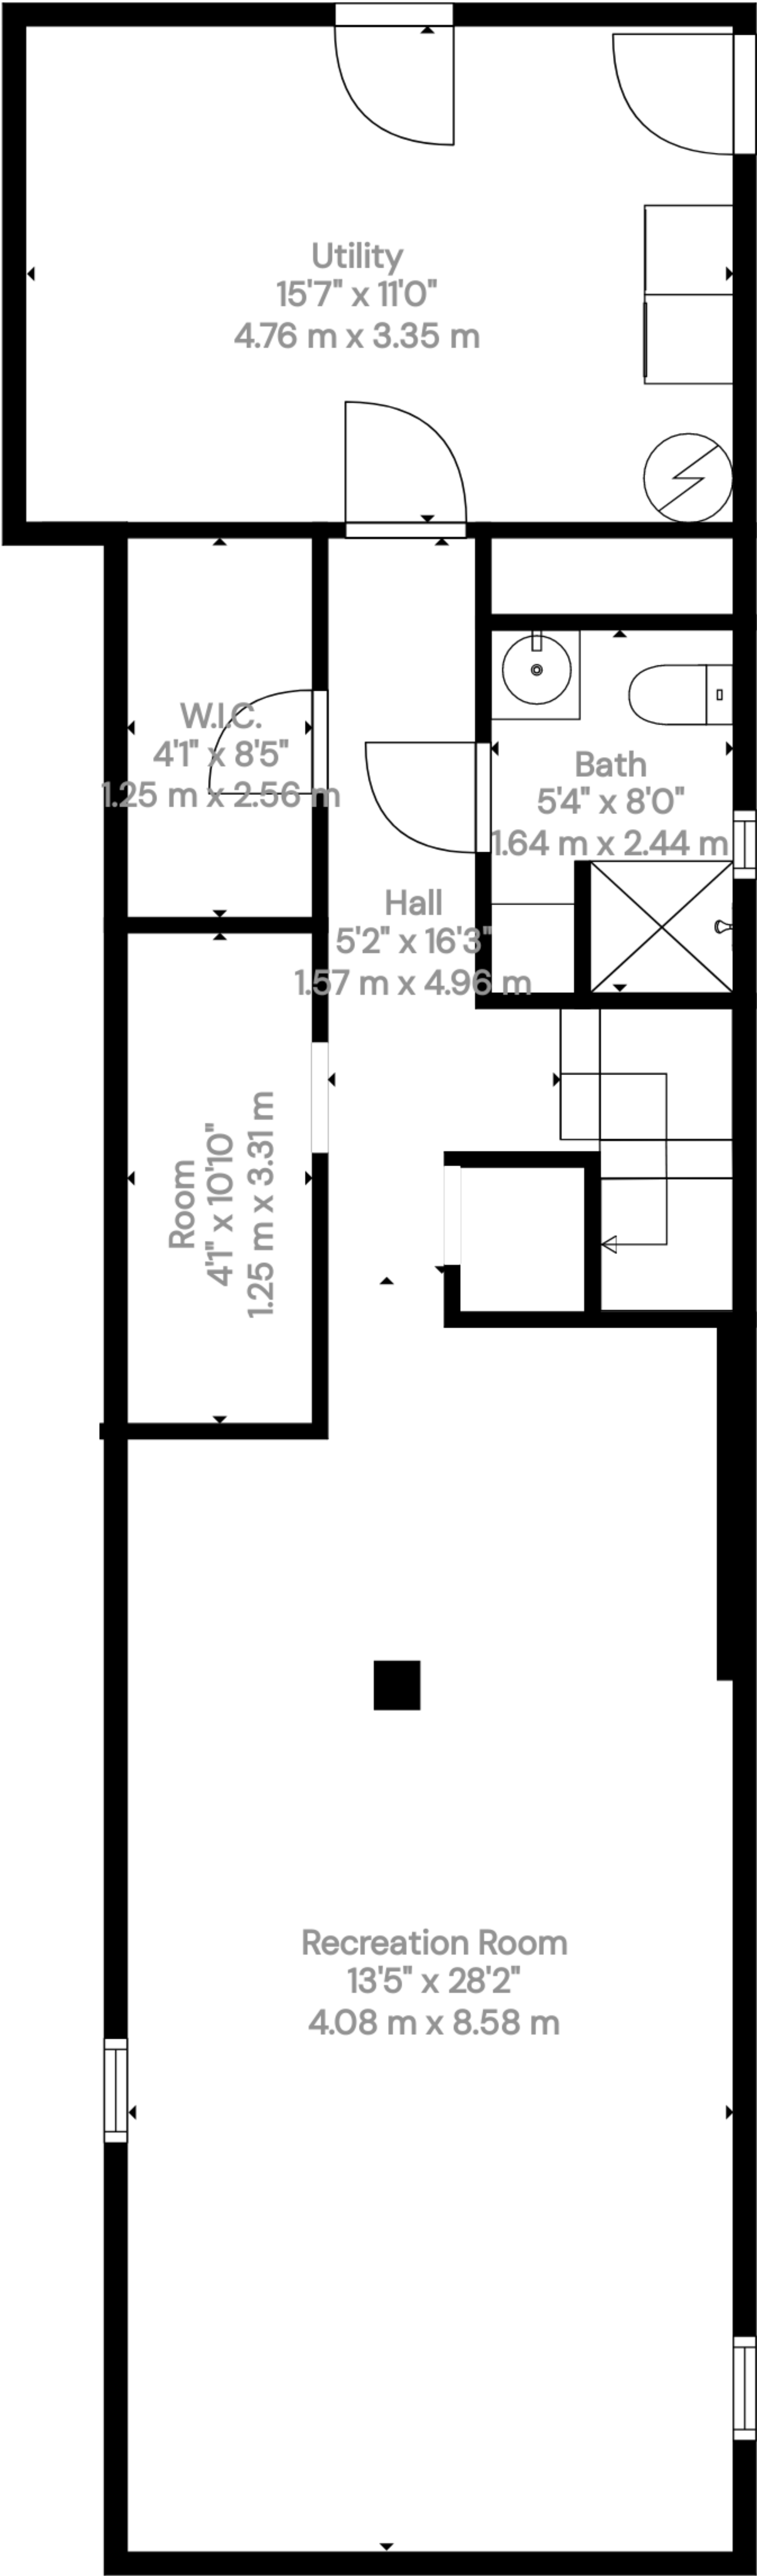 Utility
15'7" x 11'0"
4.76 m x 3.35 m
W.I.C.
4'1" x 8'5"
1.25 m x 2.56 m
Bath
5'4" x 8'0"
1.64 m x 2.44 m
Hall
5'2" x 16'3"
1.57 m x 4.96 m
Room
4'1" x 10'10"
1.25 m x 3.31 m
Recreation Room
13'5" x 28'2"
4.08 m x 8.58 m